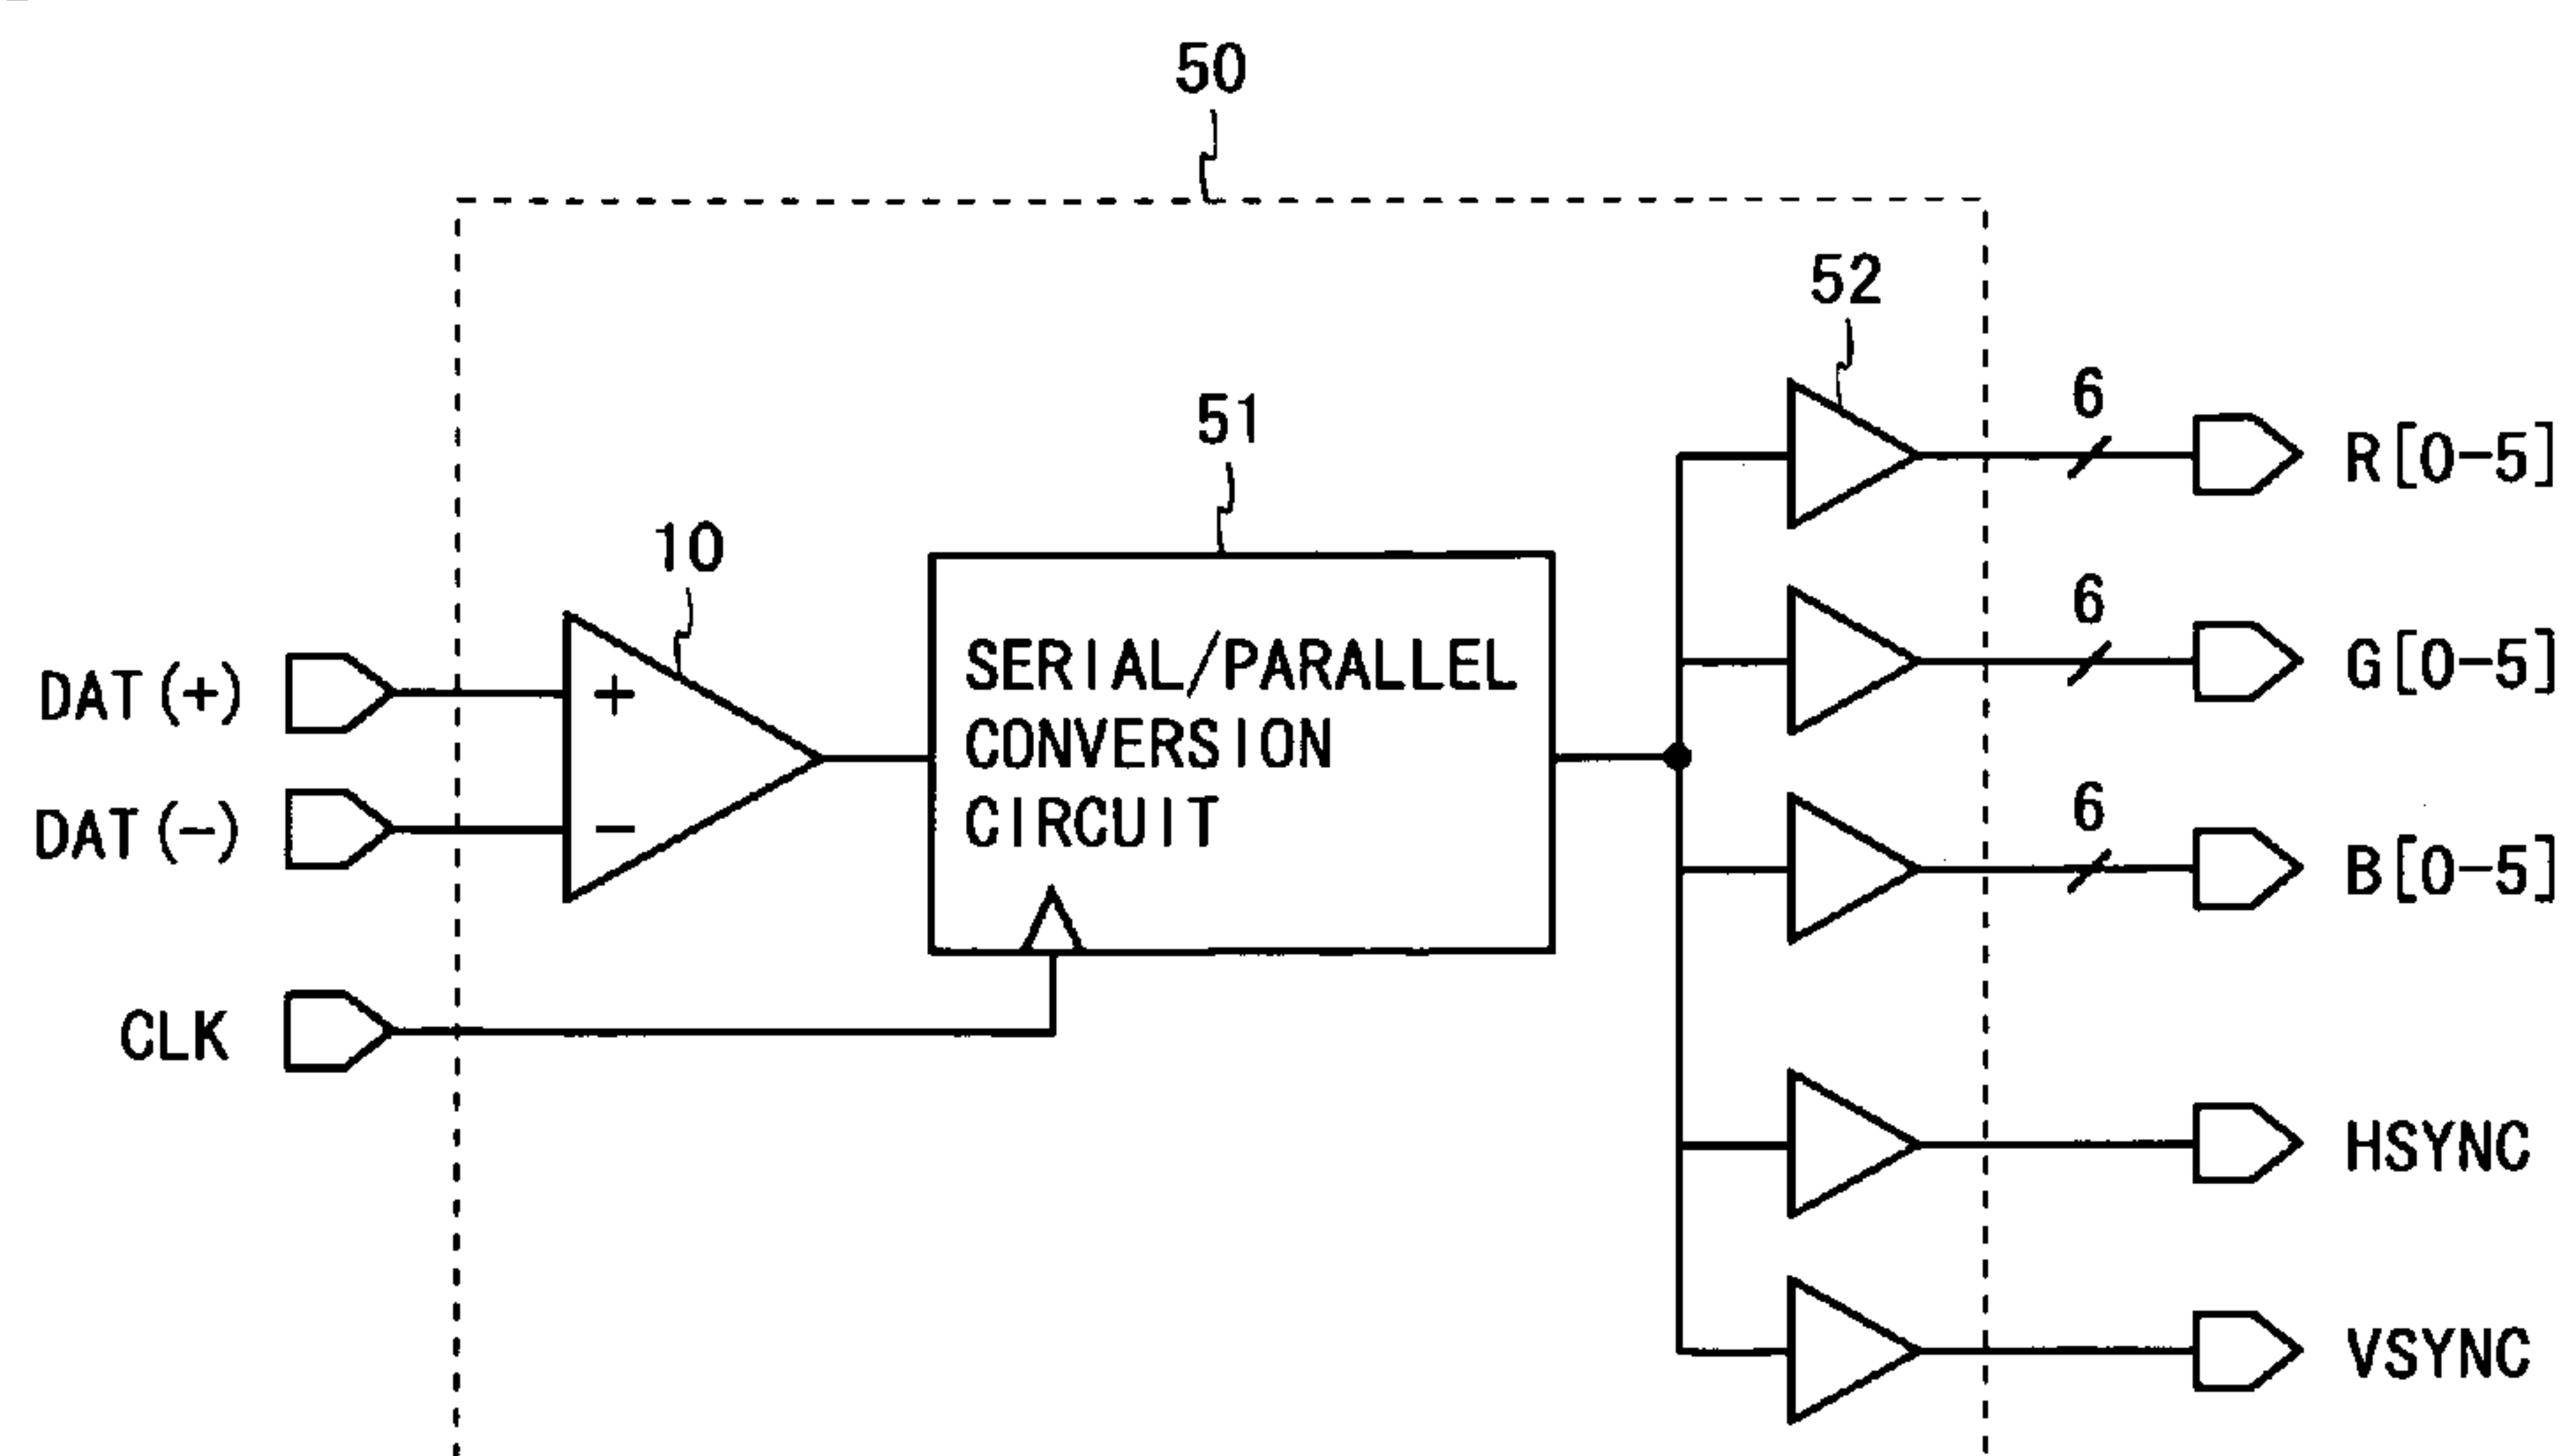 50
52
6
R[0-5]
51
10
6
G[0-5]
DAT(+)
+
SERIAL/PARALLEL
CONVERSION
CIRCUIT
DAT(-)
-
6
B[0-5]
CLK
HSYNC
VSYNC